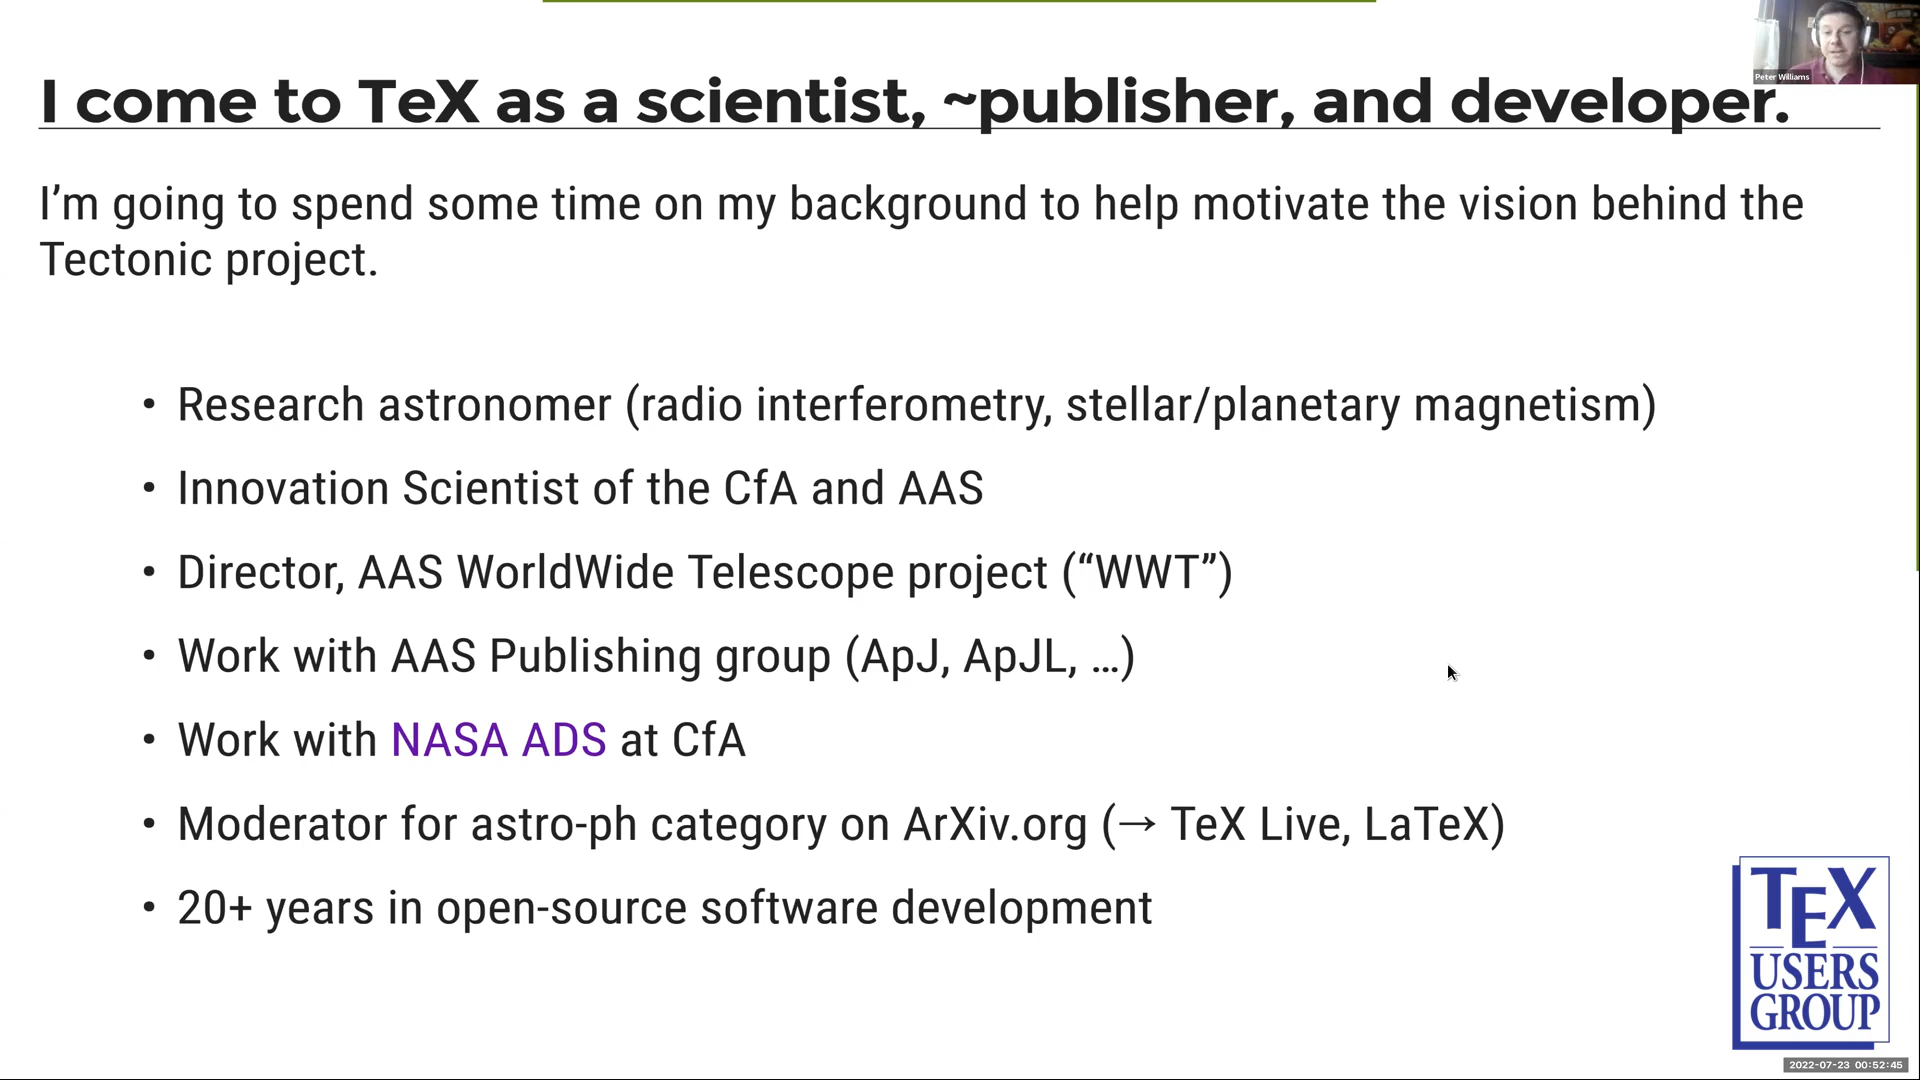 Peter Williams
I come to TeX as a scientist, ~publisher, and developer.
I’m going to spend some time on my background to help motivate the vision behind the
Tectonic project.
• Research astronomer (radio interferometry, stellar/planetary magnetism)
• Innovation Scientist of the CfA and AAS
• Director, AAS WorldWide Telescope project (“WWT”)
• Work with AAS Publishing group (ApJ, ApJL, …)
• Work with NASA ADS at CfA
• Moderator for astro-ph category on ArXiv.org (→ TeX Live, LaTeX)
• 20+ years in open-source software development
TEX
USERS
GROUP
2022-07-23 00:52:45